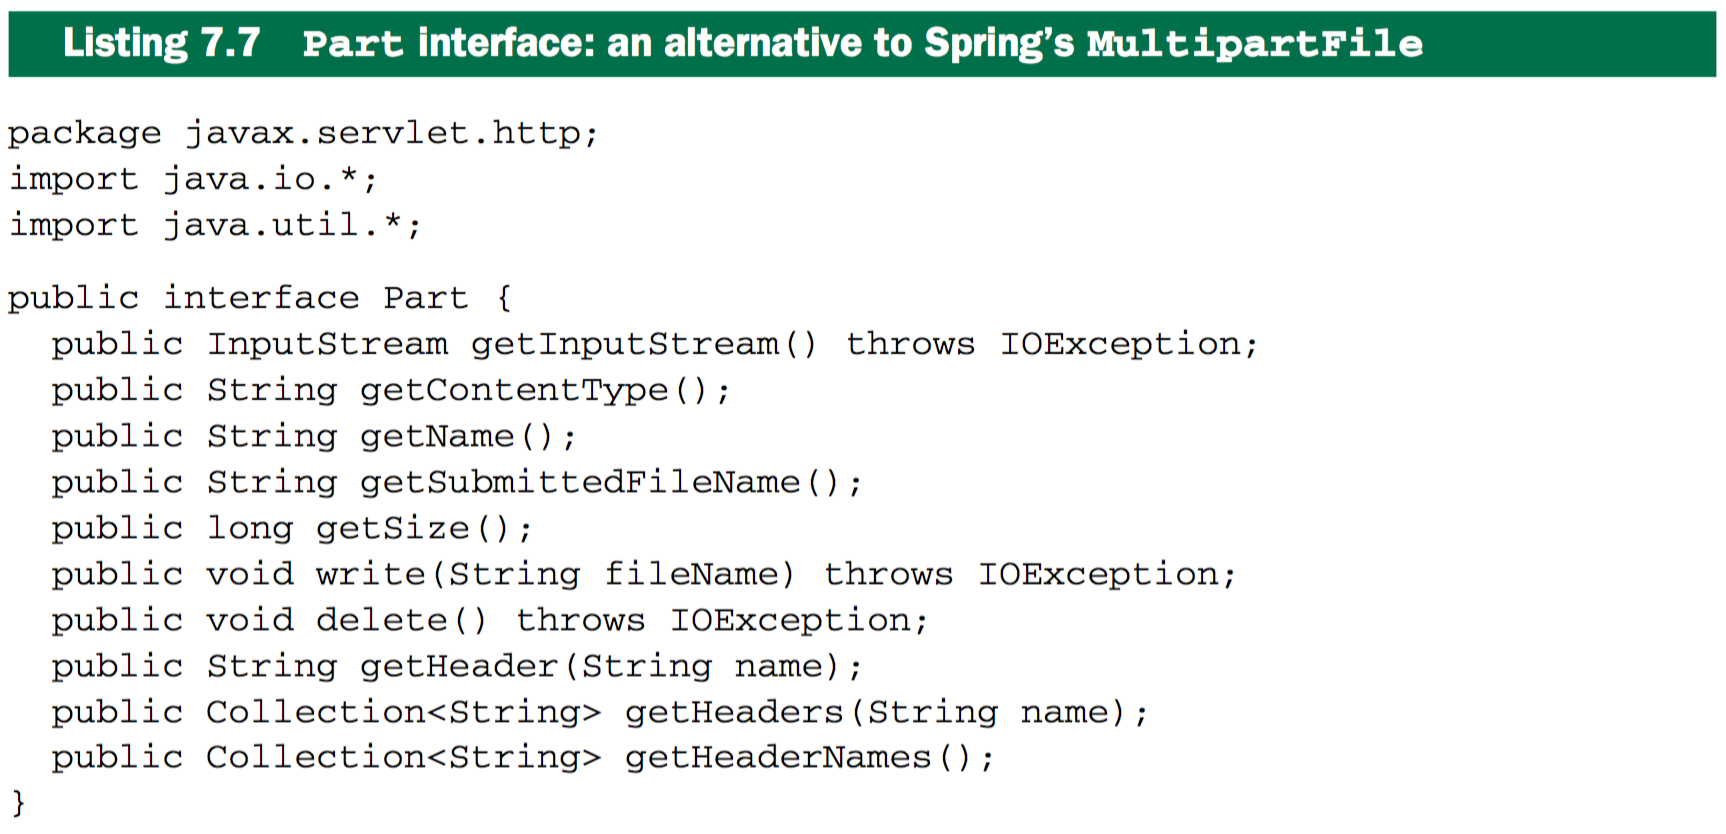 Listing 7.7 Part interface: an alternative to Spring’s MultipartFile
package javax.servlet.http;
import java.io.*;
import java.util.*;
public interface Part {
public InputStream getInputStream() throws IOException;
public String getContentType();
public String getName();
public String getSubmittedFileName();
public long getSize();
public void write(String fileName) throws IOException;
public void delete() throws IOException;
public String getHeader(String name);
public Collection<String> getHeaders(String name);
public Collection<String> getHeaderNames();
}